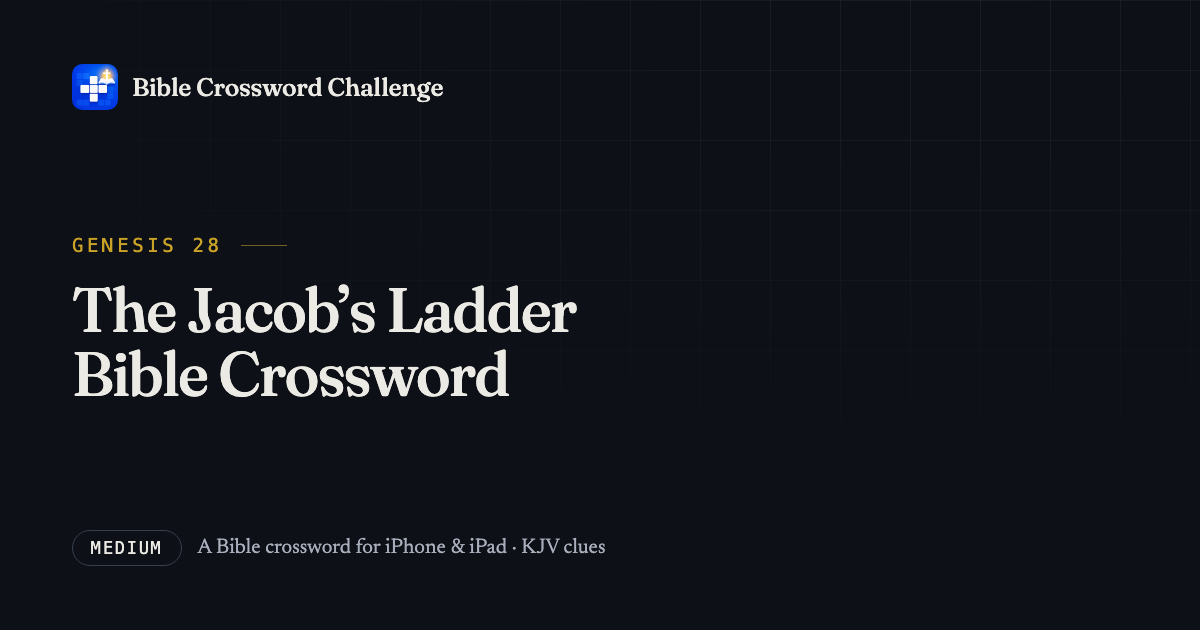 Bible Crossword Challenge
GENESIS 28
The Jacob’s Ladder
Bible Crossword
MEDIUM
A Bible crossword for iPhone & iPad · KJV clues